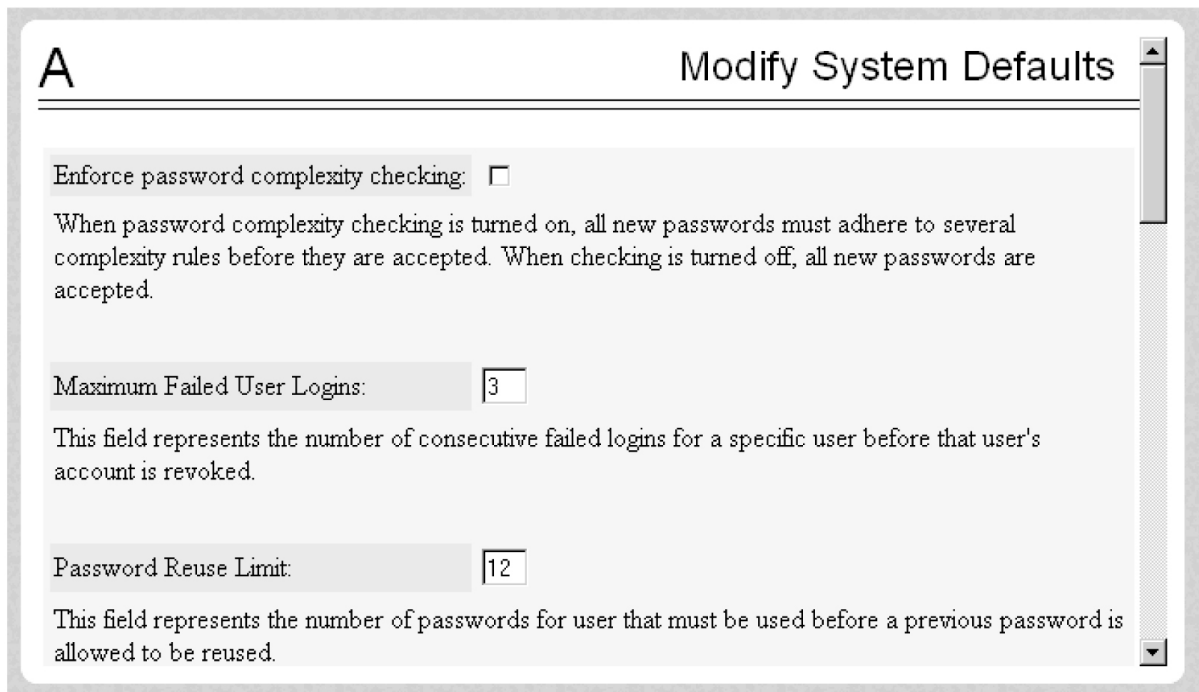 A
Modify System Defaults
Enforce password complexity checking:
When password complexity checking is turned on, all new passwords must adhere to several
complexity rules before they are accepted. When checking is turned off, all new passwords are
accepted.
Maximum Failed User Logins:
3
This field represents the number of consecutive failed logins for a specific user before that user's
account is revoked.
Password Reuse Limit:
12
This field represents the number of passwords for user that must be used before a previous password is
allowed to be reused.